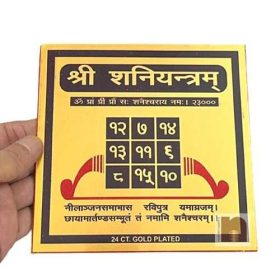 श्री शनियन्त्रम्
ॐ प्रां प्रीं प्रौं सः शनैश्चराय नमः। २३०००
१२ ७ १४
१३ ११ ९
८ १५ १०
नीलाञ्जनसमाभास रविपुत्र यमाग्रजम्।
छायामार्तण्डसम्भूतं तं नमामि शनैश्चरम्।
24 CT. GOLD PLATED